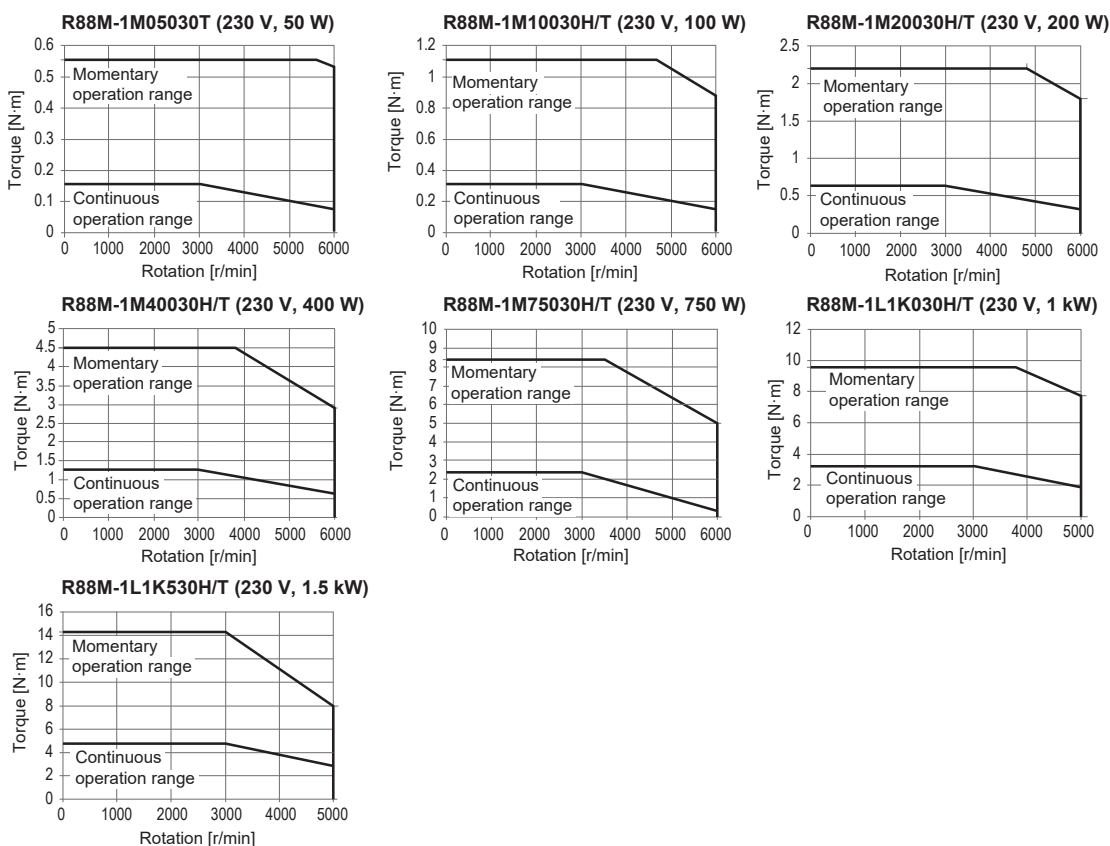 R88M-1M05030T (230 V, 50 W)
0.6
0.5
0.4
0.3
0.2
0.1
0
Torque [N·m]
Momentary
operation range
Continuous
operation range
0 1000 2000 3000 4000 5000 6000
Rotation [r/min]
R88M-1M10030H/T (230 V, 100 W)
1.2
1
0.8
0.6
0.4
0.2
0
Torque [N·m]
Momentary
operation range
Continuous
operation range
0 1000 2000 3000 4000 5000 6000
Rotation [r/min]
R88M-1M20030H/T (230 V, 200 W)
2.5
2
1.5
1
0.5
0
Torque [N·m]
Momentary
operation range
Continuous
operation range
0 1000 2000 3000 4000 5000 6000
Rotation [r/min]
R88M-1M40030H/T (230 V, 400 W)
5
4.5
4
3.5
3
2.5
2
1.5
1
0.5
0
Torque [N·m]
Momentary
operation range
Continuous
operation range
0 1000 2000 3000 4000 5000 6000
Rotation [r/min]
R88M-1M75030H/T (230 V, 750 W)
10
9
8
7
6
5
4
3
2
1
0
Torque [N·m]
Momentary
operation range
Continuous
operation range
0 1000 2000 3000 4000 5000 6000
Rotation [r/min]
R88M-1L1K030H/T (230 V, 1 kW)
12
10
8
6
4
2
0
Torque [N·m]
Momentary
operation range
Continuous
operation range
0 1000 2000 3000 4000 5000
Rotation [r/min]
R88M-1L1K530H/T (230 V, 1.5 kW)
16
14
12
10
8
6
4
2
0
Torque [N·m]
Momentary
operation range
Continuous
operation range
0 1000 2000 3000 4000 5000
Rotation [r/min]